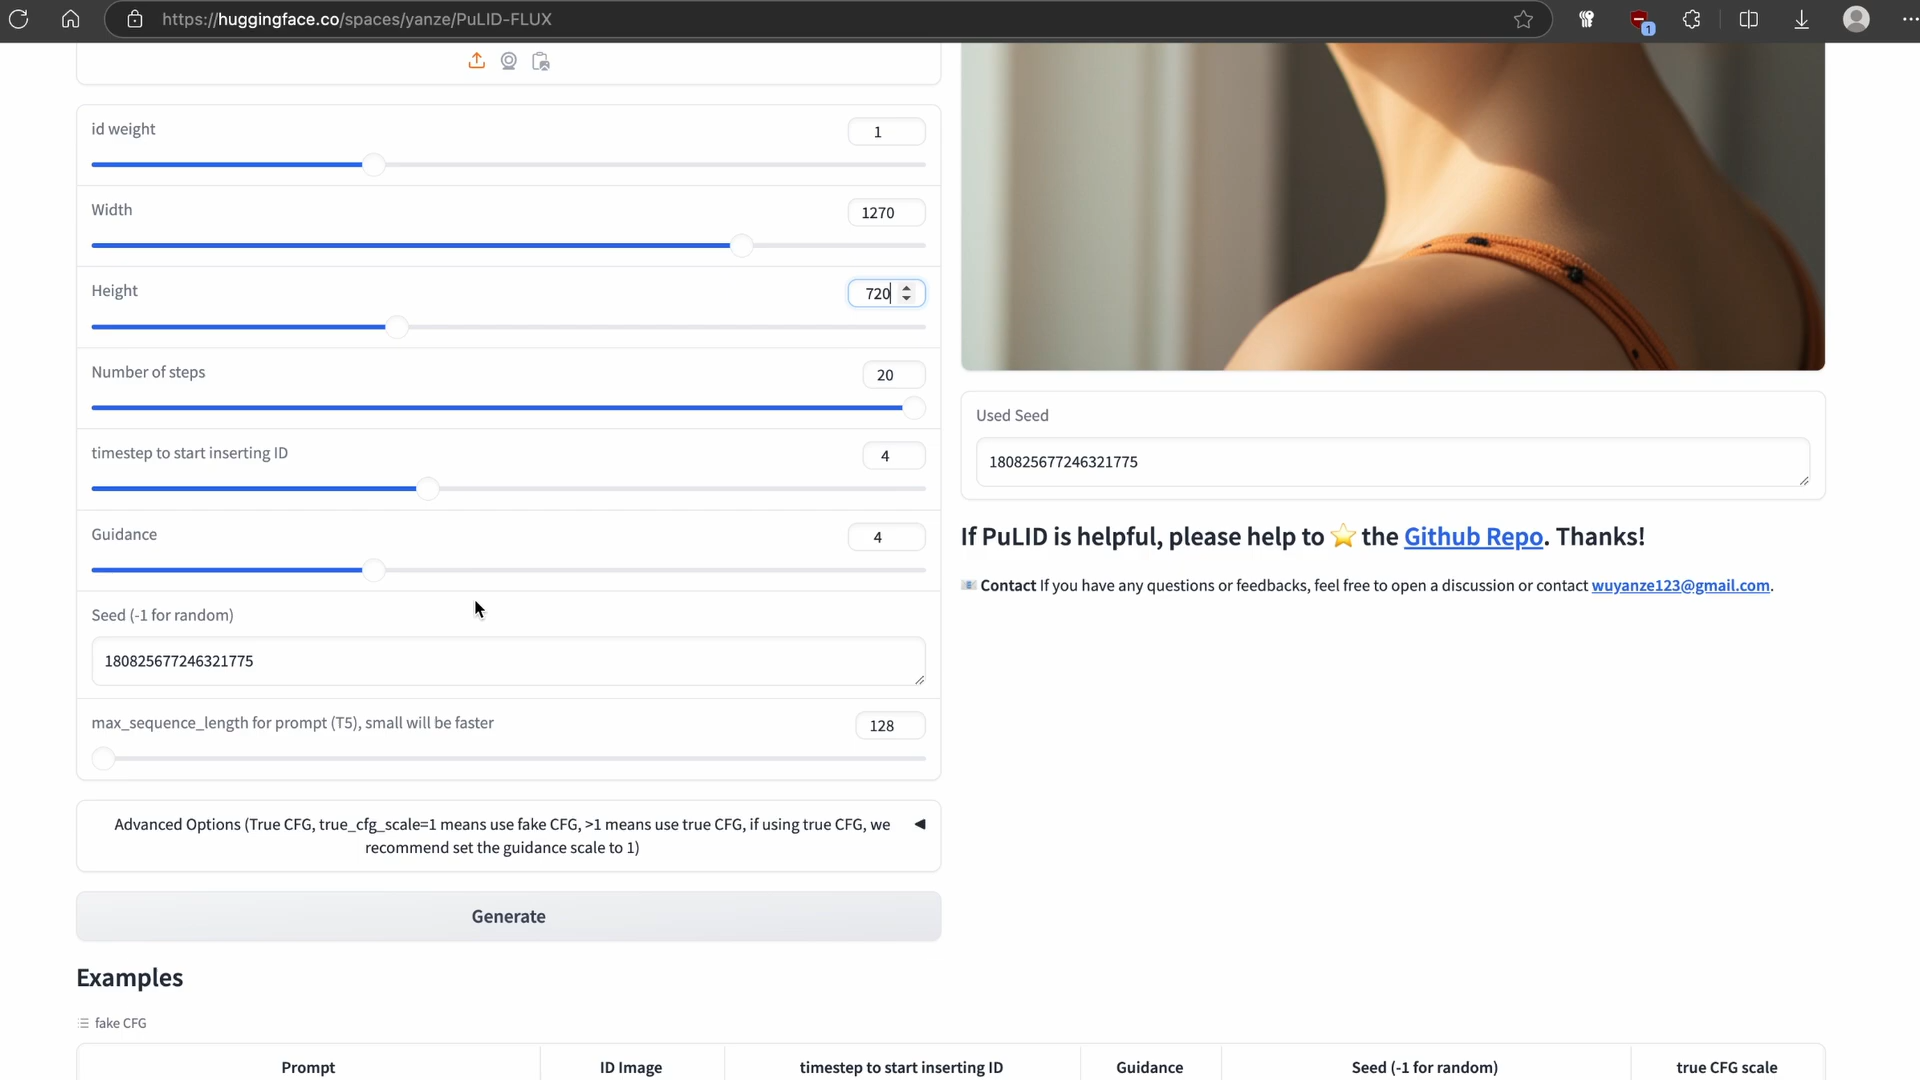 https://huggingface.co/spaces/yanze/PuLID-FLUX
1
id weight
1
Width
1270
Height
720
Number of steps
20
timestep to start inserting ID
4
Guidance
4
Seed (-1 for random)
180825677246321775
max_sequence_length for prompt (T5), small will be faster
128
Advanced Options (True CFG, true_cfg_scale=1 means use fake CFG, >1 means use true CFG, if using true CFG, we
recommend set the guidance scale to 1)
Generate
Used Seed
180825677246321775
If PuLID is helpful, please help to ⭐ the Github Repo. Thanks!
📧 Contact If you have any questions or feedbacks, feel free to open a discussion or contact wuyanze123@gmail.com.
Examples
fake CFG
Prompt ID Image timestep to start inserting ID Guidance Seed (-1 for random) true CFG scale